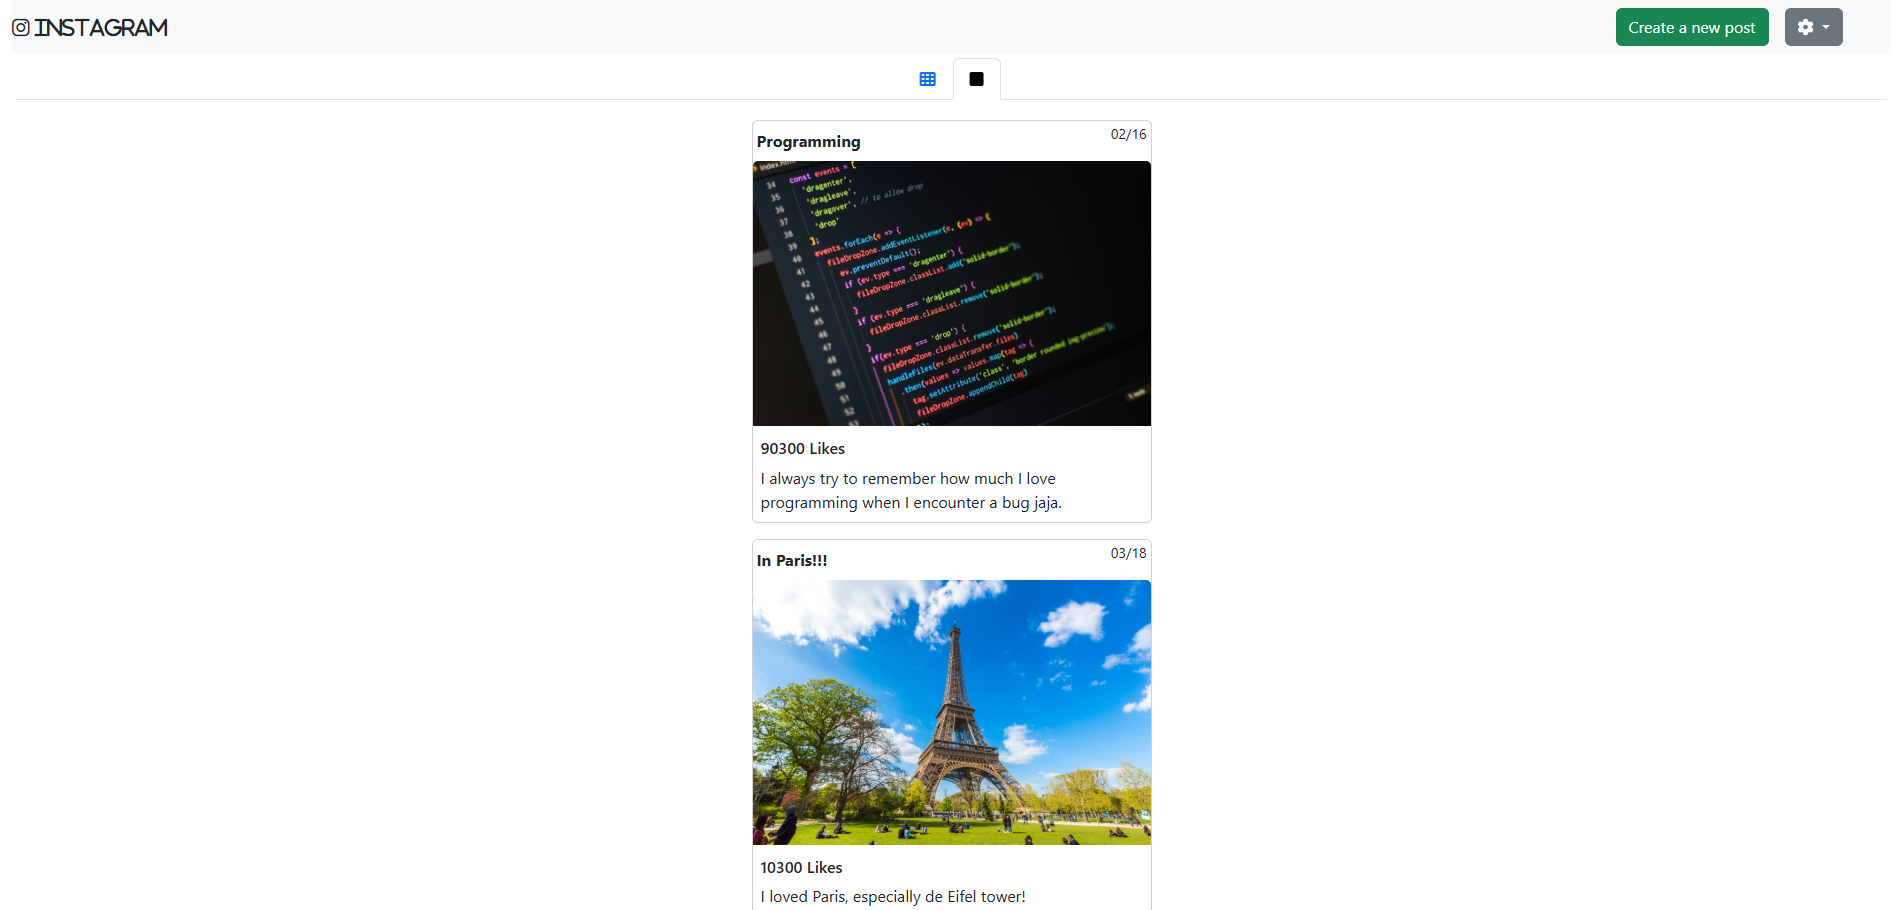 INSTAGRAM
Create a new post
Programming
02/16
index.html
34 const events = [
35 'dragenter',
36 'dragleave',
37 'dragover', // to allow drop
38 'drop'
39 ];
40 events.forEach(e => {
41 fileDropZone.addEventListener(e, (ev) => {
42 ev.preventDefault();
43 if (ev.type === 'dragenter') {
44 fileDropZone.classList.add('solid-border');
45 }
46 if (ev.type === 'dragleave') {
47 fileDropZone.classList.remove('solid-border');
48 }
49 if(ev.type === 'drop') {
50 fileDropZone.classList.remove('solid-border');
51 handleFiles(ev.dataTransfer.files)
52 .then(values => values.map(tag => {
53 tag.setAttribute('class', 'border rounded img-preview');
fileDropZone.appendChild(tag)
}));
90300 Likes
I always try to remember how much I love
programming when I encounter a bug jaja.
In Paris!!!
03/18
10300 Likes
I loved Paris, especially de Eifel tower!